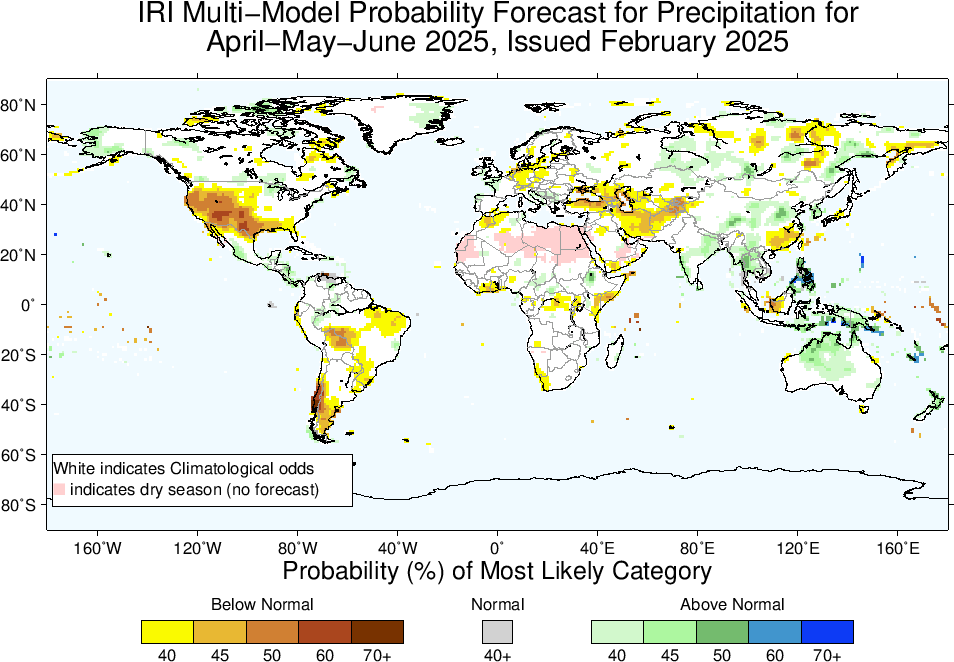 IRI Multi−Model Probability Forecast for Precipitation for
April−May−June 2025, Issued February 2025
80˚N
60˚N
40˚N
20˚N
0˚
20˚S
40˚S
60˚S
80˚S
White indicates Climatological odds
indicates dry season (no forecast)
160˚W 120˚W 80˚W 40˚W 0˚ 40˚E 80˚E 120˚E 160˚E
Probability (%) of Most Likely Category
Below Normal Normal Above Normal
40 45 50 60 70+ 40+ 40 45 50 60 70+